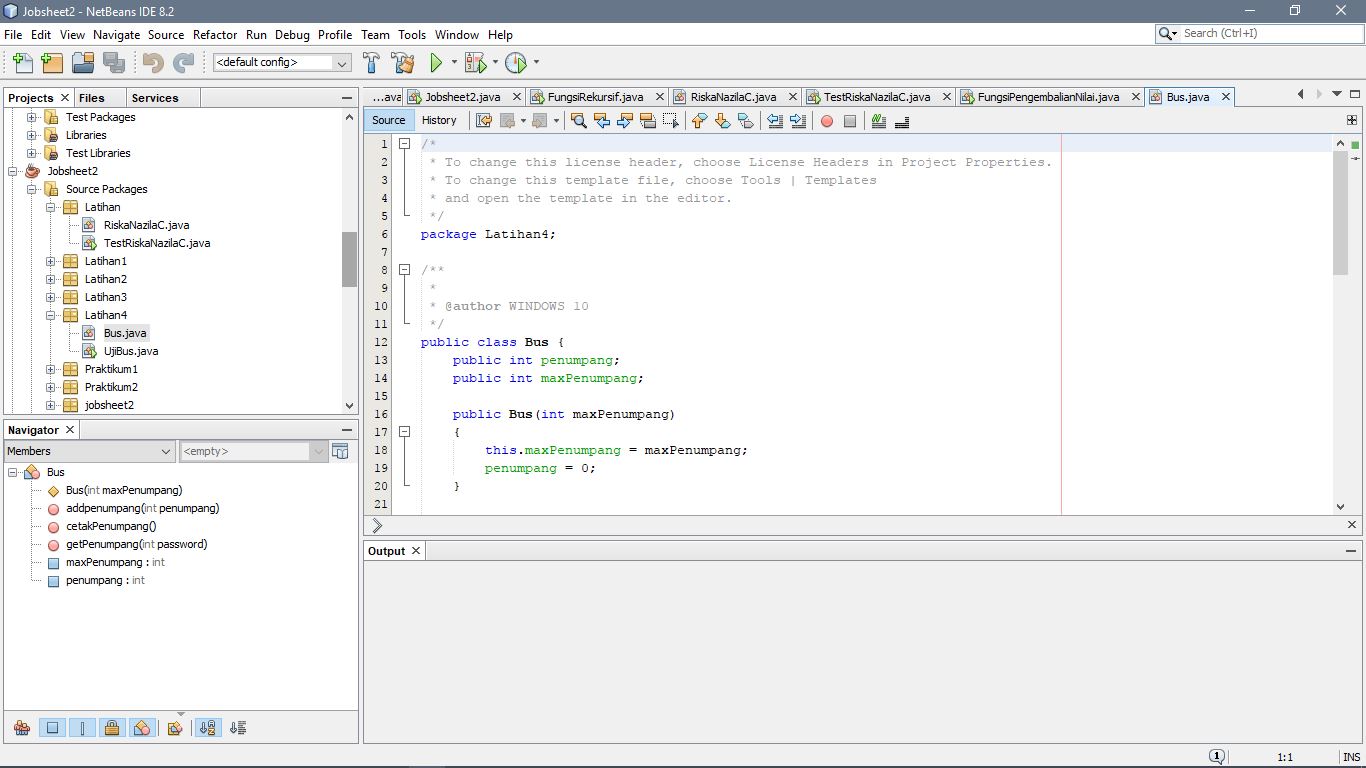 Jobsheet2 - NetBeans IDE 8.2
File Edit View Navigate Source Refactor Run Debug Profile Team Tools Window Help
Search (Ctrl+I)
<default config>
Projects Files Services
Test Packages
Libraries
Test Libraries
Jobsheet2
Source Packages
Latihan
RiskaNazilaC.java
TestRiskaNazilaC.java
Latihan1
Latihan2
Latihan3
Latihan4
Bus.java
UjiBus.java
Praktikum1
Praktikum2
jobsheet2
Navigator
Members <empty>
Bus
Bus(int maxPenumpang)
addpenumpang(int penumpang)
cetakPenumpang()
getPenumpang(int password)
maxPenumpang : int
penumpang : int
...ava Jobsheet2.java FungsiRekursif.java RiskaNazilaC.java TestRiskaNazilaC.java FungsiPengembalianNilai.java Bus.java
Source History
1 /*
2 * To change this license header, choose License Headers in Project Properties.
3 * To change this template file, choose Tools | Templates
4 * and open the template in the editor.
5 */
6 package Latihan4;
7
8 /**
9 *
10 * @author WINDOWS 10
11 */
12 public class Bus {
13 public int penumpang;
14 public int maxPenumpang;
15
16 public Bus(int maxPenumpang)
17 {
18 this.maxPenumpang = maxPenumpang;
19 penumpang = 0;
20 }
21
Output
1 1:1 INS